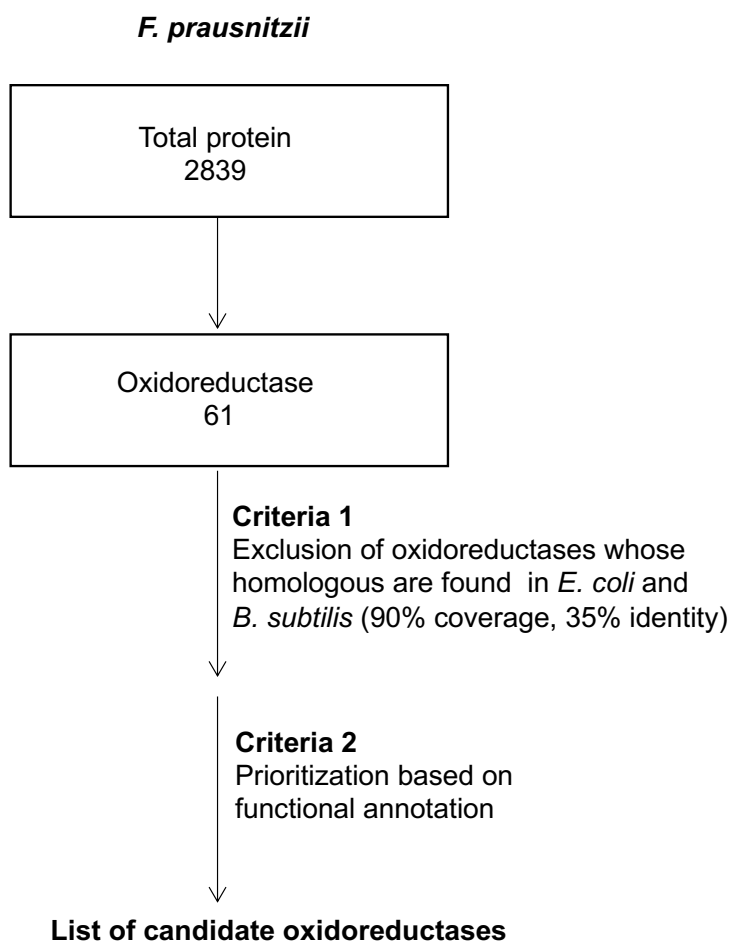 F. prausnitzii
Total protein
2839
Oxidoreductase
61
Criteria 1
Exclusion of oxidoreductases whose
homologous are found in E. coli and
B. subtilis (90% coverage, 35% identity)
Criteria 2
Prioritization based on
functional annotation
List of candidate oxidoreductases